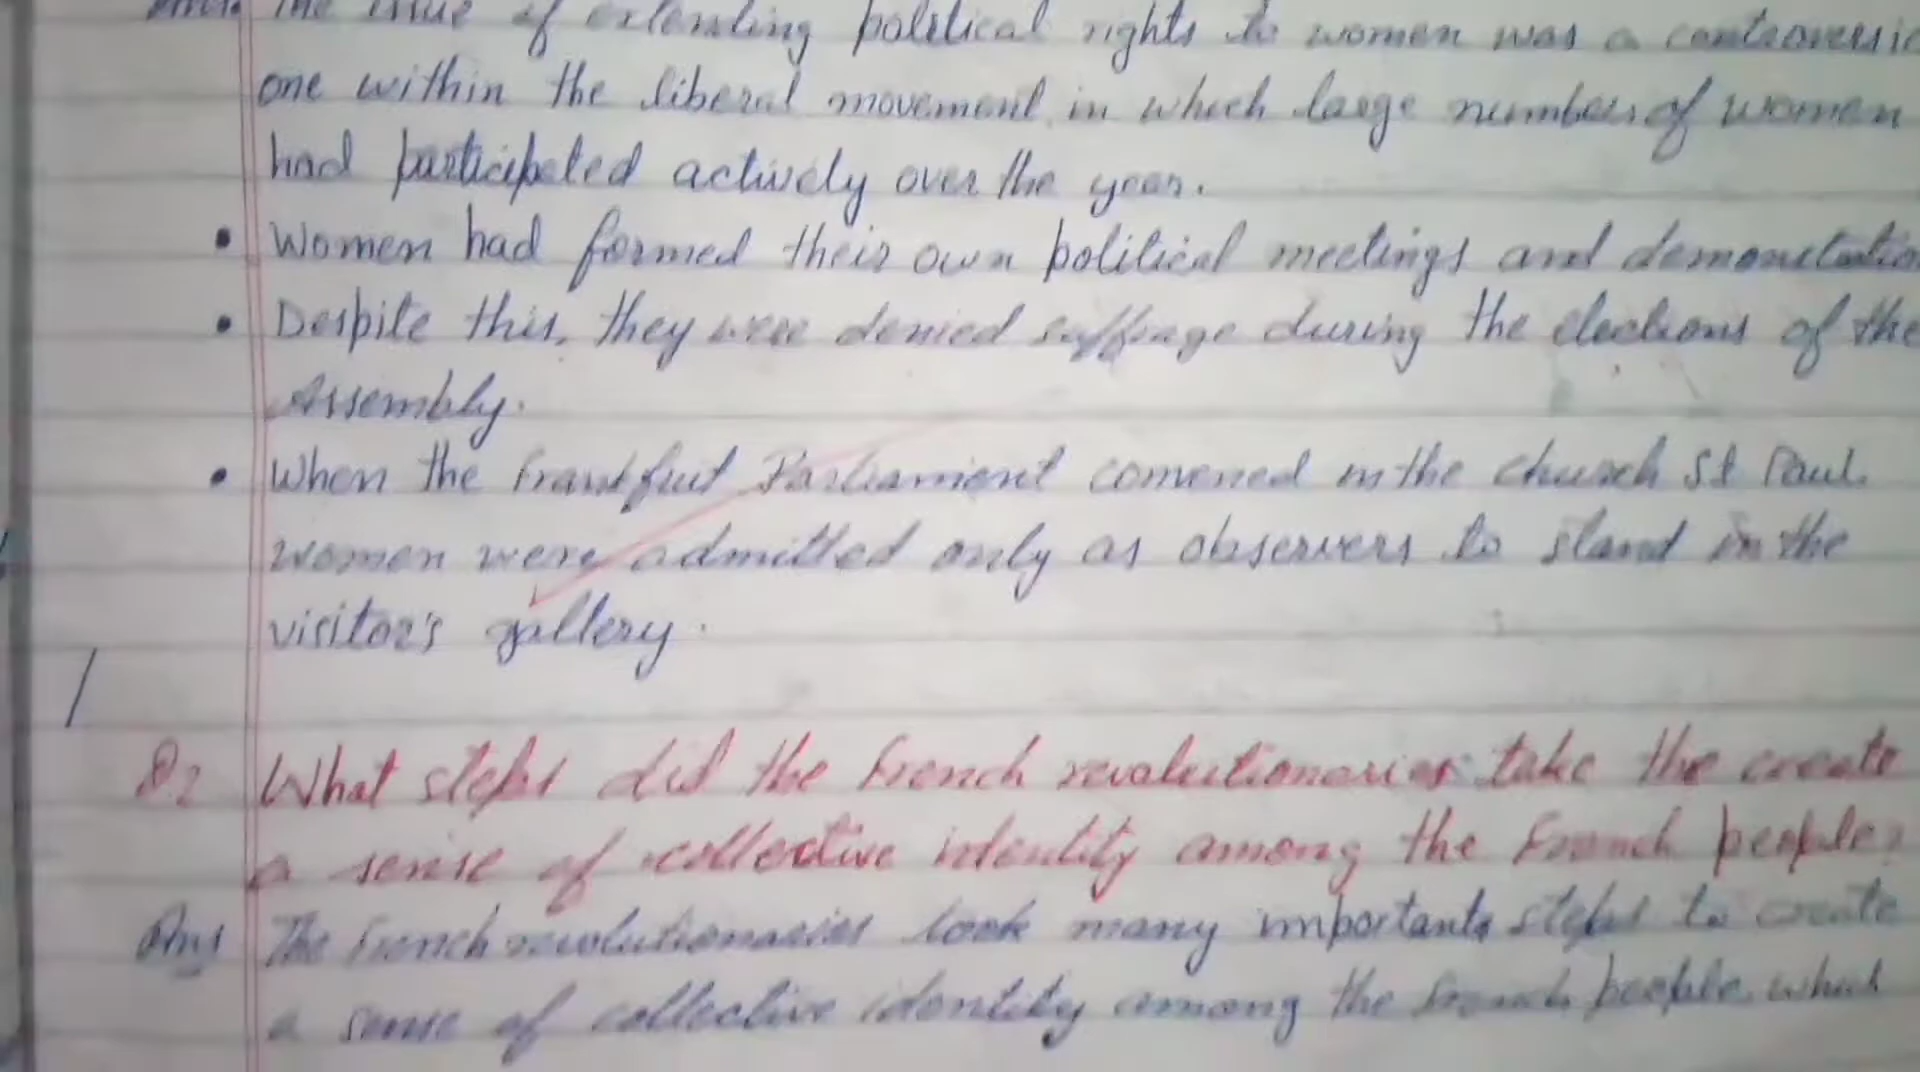 Ans. The issue of extending political rights to women was a controversi
one within the liberal movement, in which large numbers of women
had participated actively over the year.
• Women had formed their own political meetings and
• Despite this, they were denied suffrage during the elections of the
Assembly.
• When the Frankfurt Parliament convened in the church St Paul.
women were admitted only as observers to stand in the
visitor's gallery.
Q2 What steps did the french revolutionaries take the create
a sense of collective identity among the French people?
Ans The French revolutionaries took many importants steps to create
a sense of collective identity among the French people.